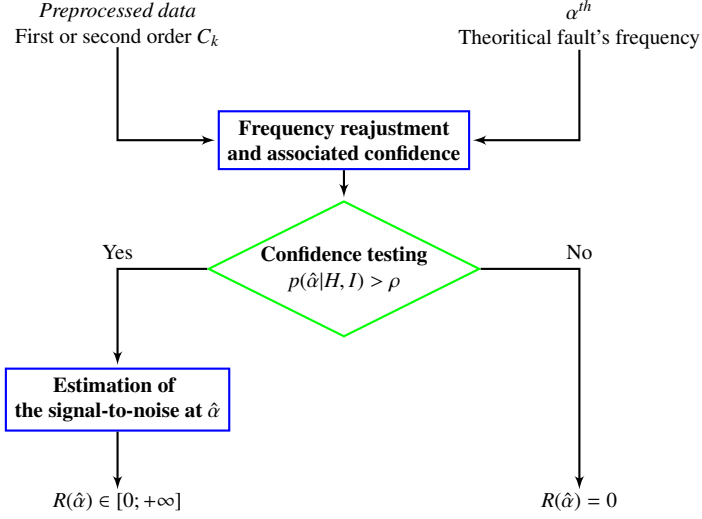 Preprocessed data
First or second order C_k
α^{th}
Theoritical fault's frequency
Frequency reajustment
and associated confidence
Confidence testing
p(α̂|H, I) > ρ
Yes
No
Estimation of
the signal-to-noise at α̂
R(α̂) ∈ [0; +∞]
R(α̂) = 0